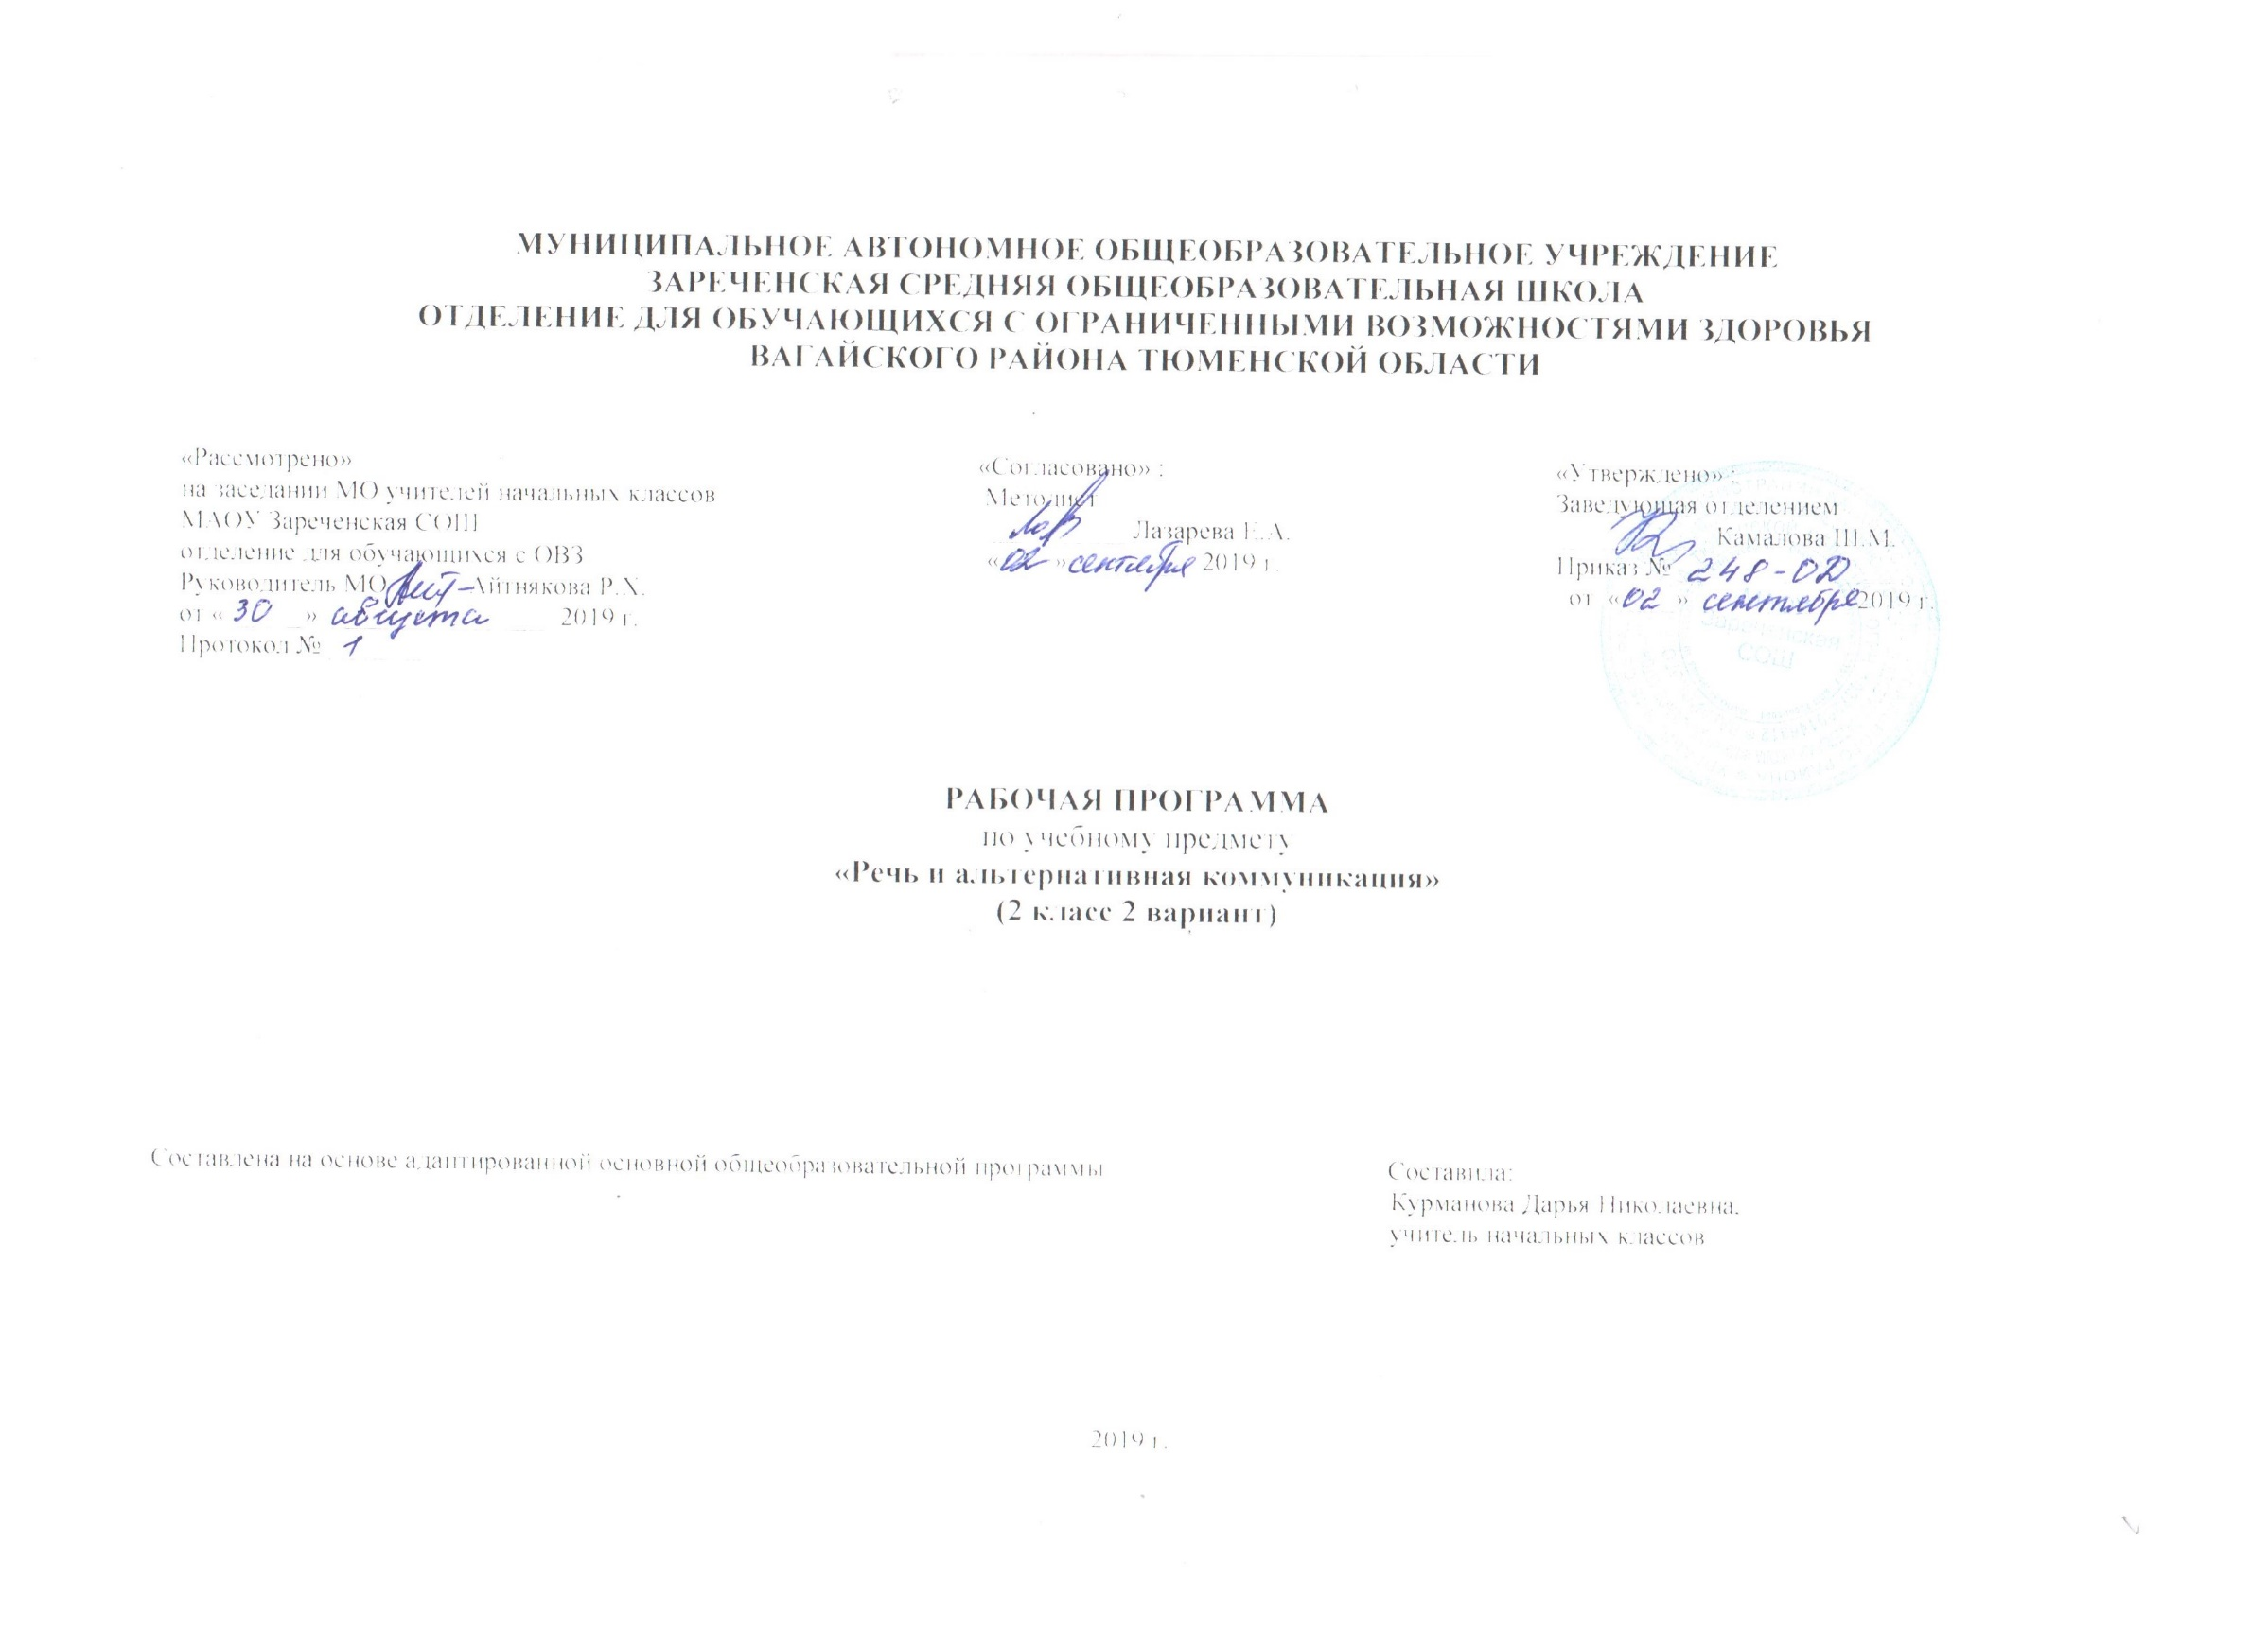 МУНИЦИПАЛЬНОЕ АВТОНОМНОЕ ОБЩЕОБРАЗОВАТЕЛЬНОЕ УЧРЕЖДЕНИЕ
ЗАРЕЧЕНСКАЯ СРЕДНЯЯ ОБЩЕОБРАЗОВАТЕЛЬНАЯ ШКОЛА
ОТДЕЛЕНИЕ ДЛЯ ОБУЧАЮЩИХСЯ С ОГРАНИЧЕННЫМИ ВОЗМОЖНОСТЯМИ ЗДОРОВЬЯ
ВАГАЙСКОГО РАЙОНА ТЮМЕНСКОЙ ОБЛАСТИ
«Рассмотрено»
на заседании МО учителей начальных классов
МАОУ Зареченская СОШ
отделение для обучающихся с ОВЗ
Руководитель МО Айтнякова Р.Х.
от « 30 » августа 2019 г.
Протокол № 1
«Согласовано» :
Методист
Лазарева Е.А.
«02 » сентября 2019 г.
«Утверждено» :
Заведующая отделением
Камалова Ш.М.
Приказ № 248-ОД
от «02 » сентября 2019 г.
Зареченская
СОШ
РАБОЧАЯ ПРОГРАММА
по учебному предмету
«Речь и альтернативная коммуникация»
(2 класс 2 вариант)
Составлена на основе адаптированной основной общеобразовательной программы
Составила:
Курманова Дарья Николаевна,
учитель начальных классов
2019 г.